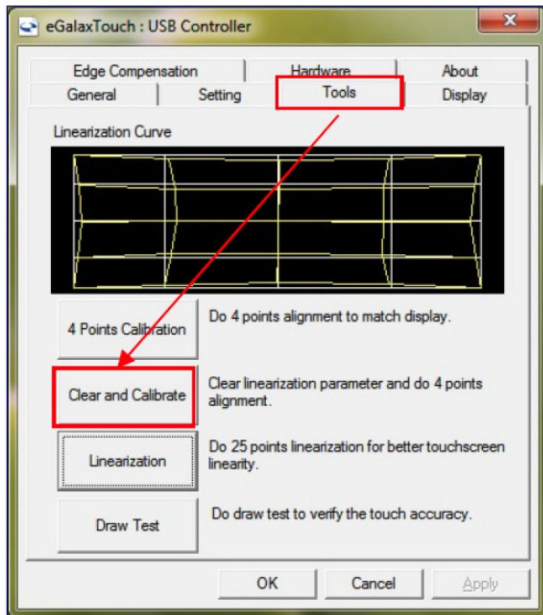 eGalaxTouch : USB Controller
Edge Compensation Hardware About
General Setting Tools Display
Linearization Curve
4 Points Calibration
Do 4 points alignment to match display.
Clear and Calibrate
Clear linearization parameter and do 4 points
alignment.
Linearization
Do 25 points linearization for better touchscreen
linearity.
Draw Test
Do draw test to verify the touch accuracy.
OK Cancel Apply